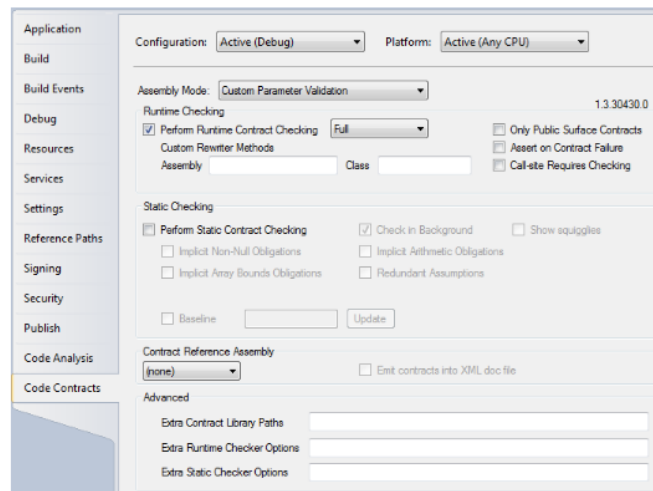 Application
Build
Build Events
Debug
Resources
Services
Settings
Reference Paths
Signing
Security
Publish
Code Analysis
Code Contracts
Configuration: Active (Debug) Platform: Active (Any CPU)
Assembly Mode: Custom Parameter Validation
1.3.30430.0
Runtime Checking
Perform Runtime Contract Checking Full Only Public Surface Contracts
Custom Rewriter Methods Assert on Contract Failure
Assembly Class Call-site Requires Checking
Static Checking
Perform Static Contract Checking Check in Background Show squigglies
Implicit Non-Null Obligations Implicit Arithmetic Obligations
Implicit Array Bounds Obligations Redundant Assumptions
Baseline Update
Contract Reference Assembly
(none) Emit contracts into XML doc file
Advanced
Extra Contract Library Paths
Extra Runtime Checker Options
Extra Static Checker Options